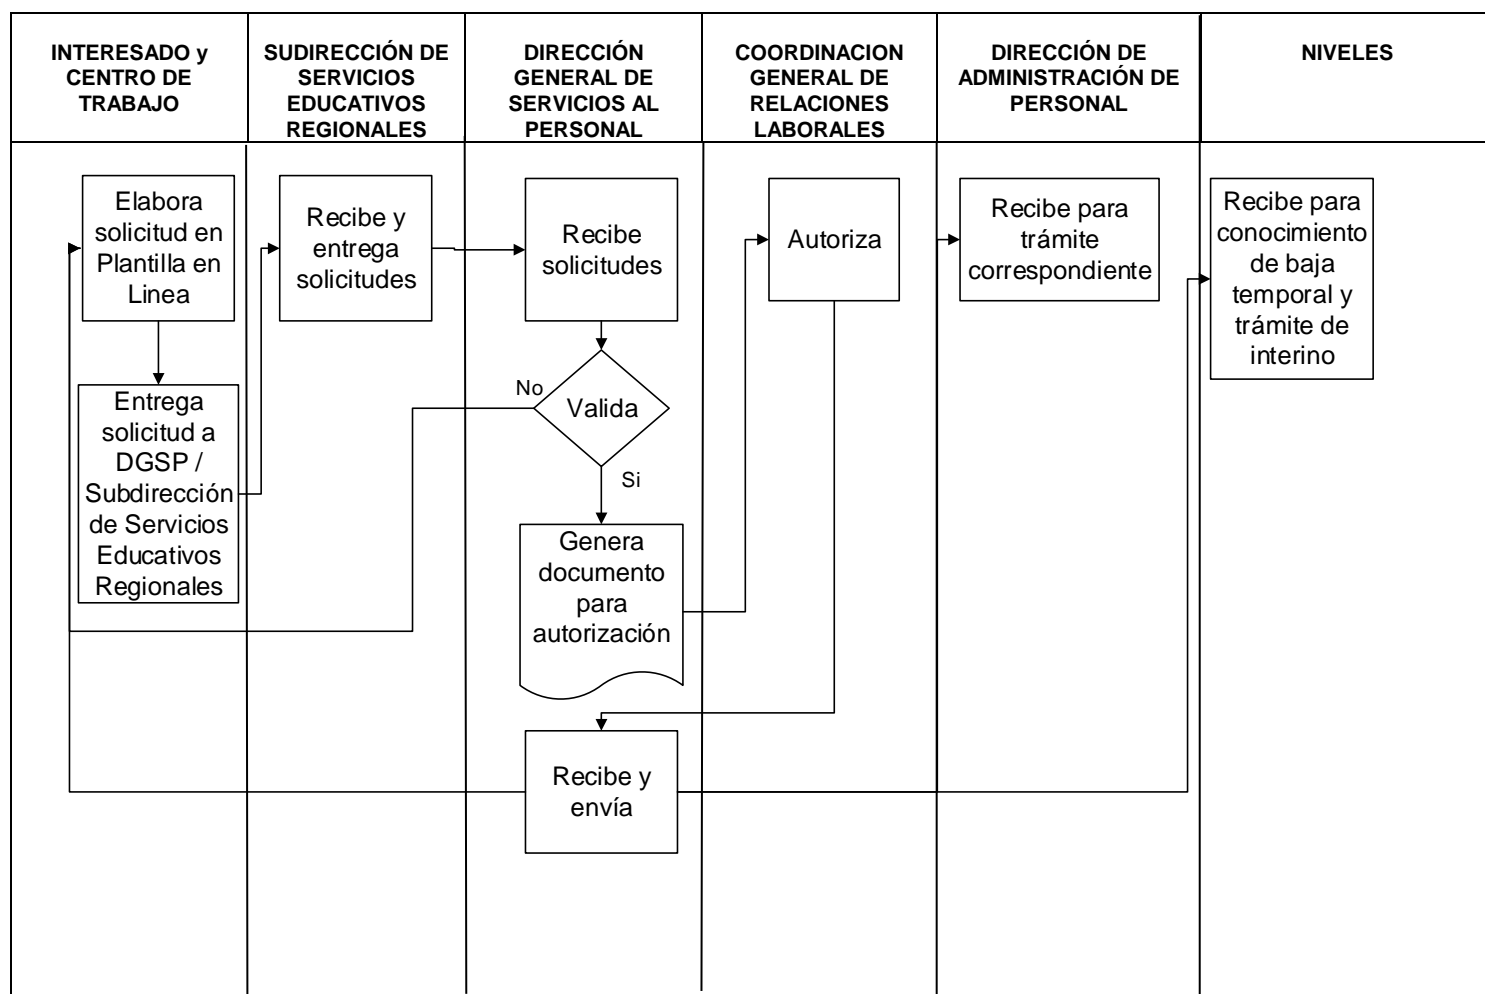 INTERESADO y
CENTRO DE
TRABAJO
SUDIRECCIÓN DE
SERVICIOS
EDUCATIVOS
REGIONALES
DIRECCIÓN
GENERAL DE
SERVICIOS AL
PERSONAL
COORDINACION
GENERAL DE
RELACIONES
LABORALES
DIRECCIÓN DE
ADMINISTRACIÓN DE
PERSONAL
NIVELES
Elabora
solicitud en
Plantilla en
Linea
Entrega
solicitud a
DGSP /
Subdirección
de Servicios
Educativos
Regionales
Recibe y
entrega
solicitudes
Recibe
solicitudes
No
Valida
Si
Genera
documento
para
autorización
Recibe y
envía
Autoriza
Recibe para
trámite
correspondiente
Recibe para
conocimiento
de baja
temporal y
trámite de
interino